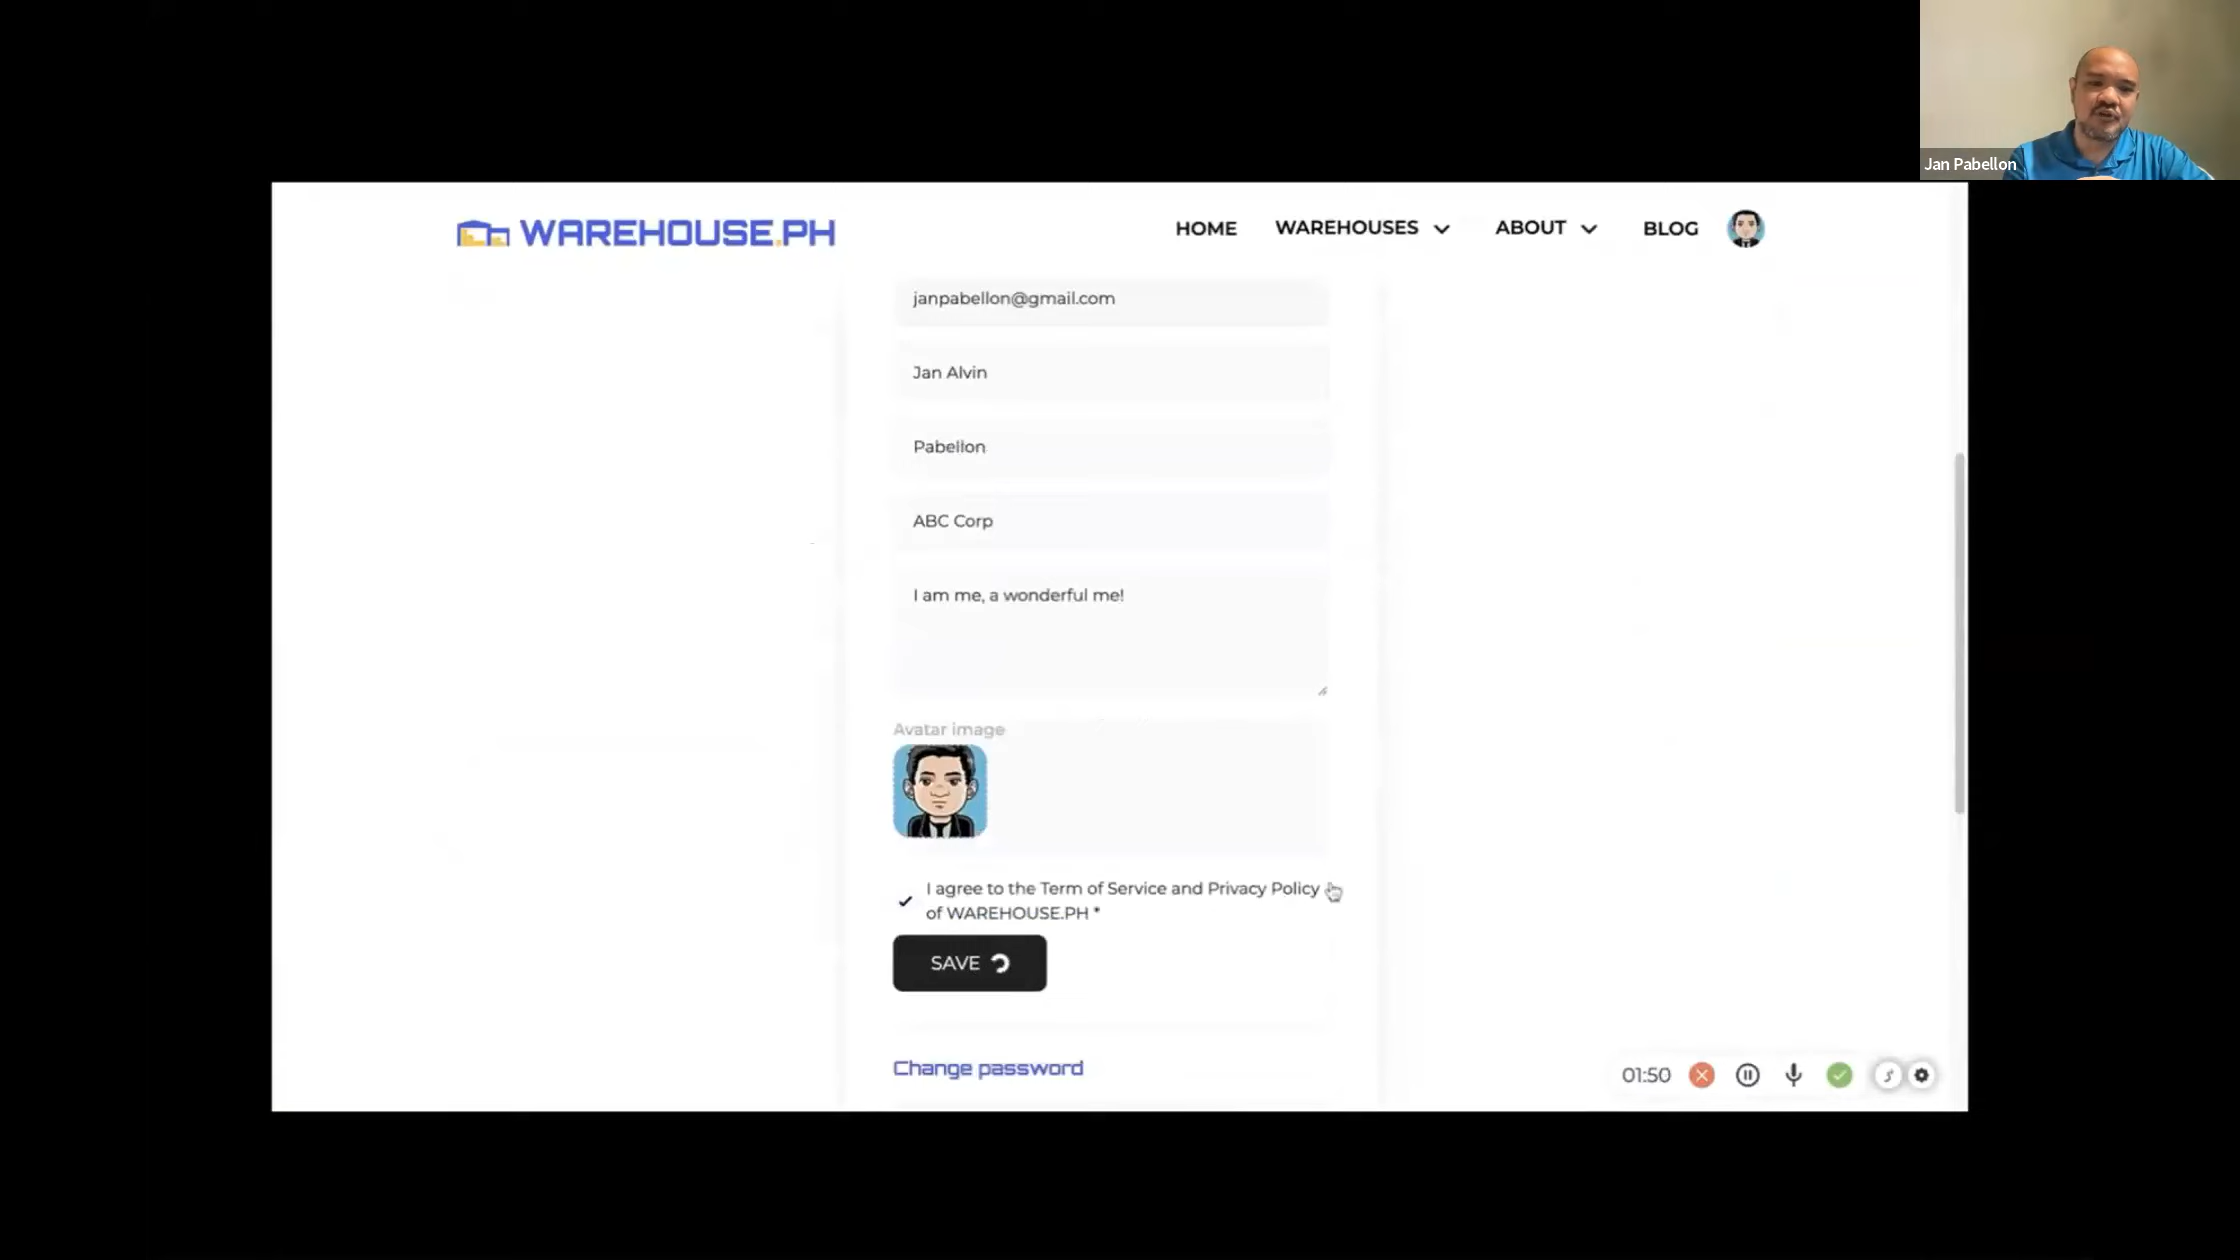 Jan Pabellon
WAREHOUSE.PH
HOME
WAREHOUSES
ABOUT
BLOG
janpabellon@gmail.com
Jan Alvin
Pabellon
ABC Corp
I am me, a wonderful me!
Avatar image
I agree to the Term of Service and Privacy Policy
of WAREHOUSE.PH *
SAVE
Change password
01:50